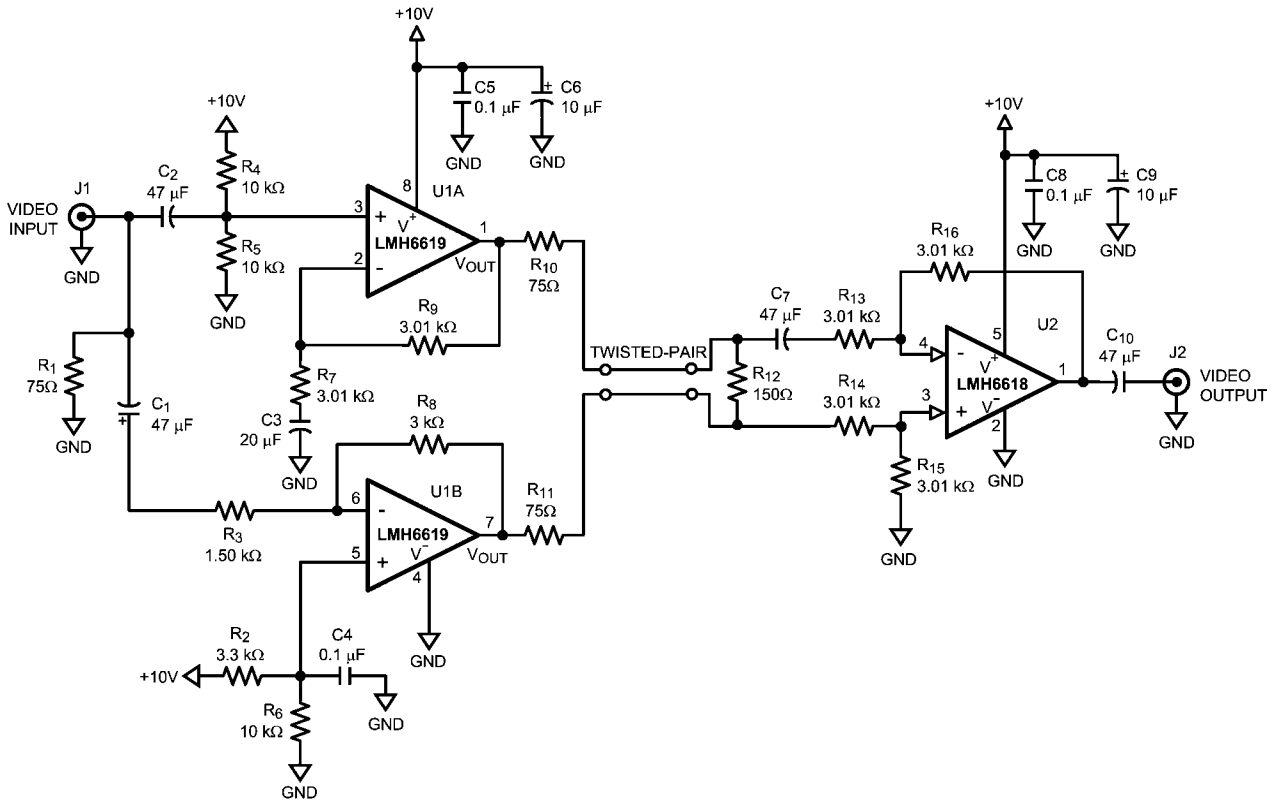 +10V
C5
0.1 µF
C6
10 µF
GND
GND
+10V
R4
10 kΩ
C2
47 µF
J1
VIDEO
INPUT
GND
R5
10 kΩ
GND
8
U1A
3
+
V+
LMH6619
1
2
-
VOUT
R10
75Ω
R9
3.01 kΩ
R7
3.01 kΩ
C3
20 µF
GND
R1
75Ω
GND
C1
47 µF
+
R8
3 kΩ
U1B
6
-
LMH6619
7
VOUT
5
+
V-
4
GND
R3
1.50 kΩ
R11
75Ω
R2
3.3 kΩ
+10V
C4
0.1 µF
GND
R6
10 kΩ
GND
TWISTED-PAIR
R12
150Ω
C7
47 µF
R13
3.01 kΩ
R14
3.01 kΩ
R15
3.01 kΩ
GND
R16
3.01 kΩ
+10V
C8
0.1 µF
C9
+
10 µF
GND
GND
5
U2
4
-
V+
LMH6618
1
3
+
V-
2
GND
C10
47 µF
J2
VIDEO
OUTPUT
GND